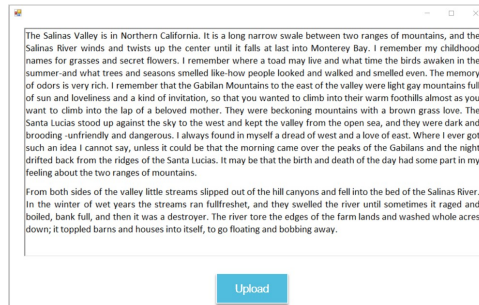 The Salinas Valley is in Northern California. It is a long narrow swale between two ranges of mountains, and the
Salinas River winds and twists up the center until it falls at last into Monterey Bay. I remember my childhood
names for grasses and secret flowers. I remember where a toad may live and what time the birds awaken in the
summer-and what trees and seasons smelled like-how people looked and walked and smelled even. The memory
of odors is very rich. I remember that the Gabilan Mountains to the east of the valley were light gay mountains full
of sun and loveliness and a kind of invitation, so that you wanted to climb into their warm foothills almost as you
want to climb into the lap of a beloved mother. They were beckoning mountains with a brown grass love. The
Santa Lucias stood up against the sky to the west and kept the valley from the open sea, and they were dark and
brooding -unfriendly and dangerous. I always found in myself a dread of west and a love of east. Where I ever got
such an idea I cannot say, unless it could be that the morning came over the peaks of the Gabilans and the night
drifted back from the ridges of the Santa Lucias. It may be that the birth and death of the day had some part in my
feeling about the two ranges of mountains.
From both sides of the valley little streams slipped out of the hill canyons and fell into the bed of the Salinas River.
In the winter of wet years the streams ran fullfreshet, and they swelled the river until sometimes it raged and
boiled, bank full, and then it was a destroyer. The river tore the edges of the farm lands and washed whole acres
down; it toppled barns and houses into itself, to go floating and bobbing away.
Upload